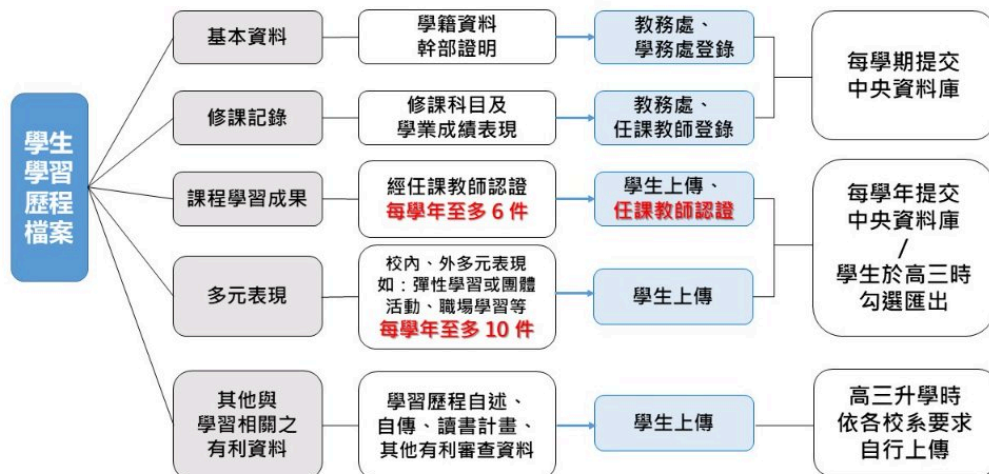 學生
學習
歷程
檔案
基本資料
學籍資料
幹部證明
教務處、
學務處登錄
每學期提交
中央資料庫
修課記錄
修課科目及
學業成績表現
教務處、
任課教師登錄
課程學習成果
經任課教師認證
每學年至多 6 件
學生上傳、
任課教師認證
每學年提交
中央資料庫
/
學生於高三時
勾選匯出
多元表現
校內、外多元表現
如：彈性學習或團體
活動、職場學習等
每學年至多 10 件
學生上傳
其他與
學習相關之
有利資料
學習歷程自述、
自傳、讀書計畫、
其他有利審查資料
學生上傳
高三升學時
依各校系要求
自行上傳